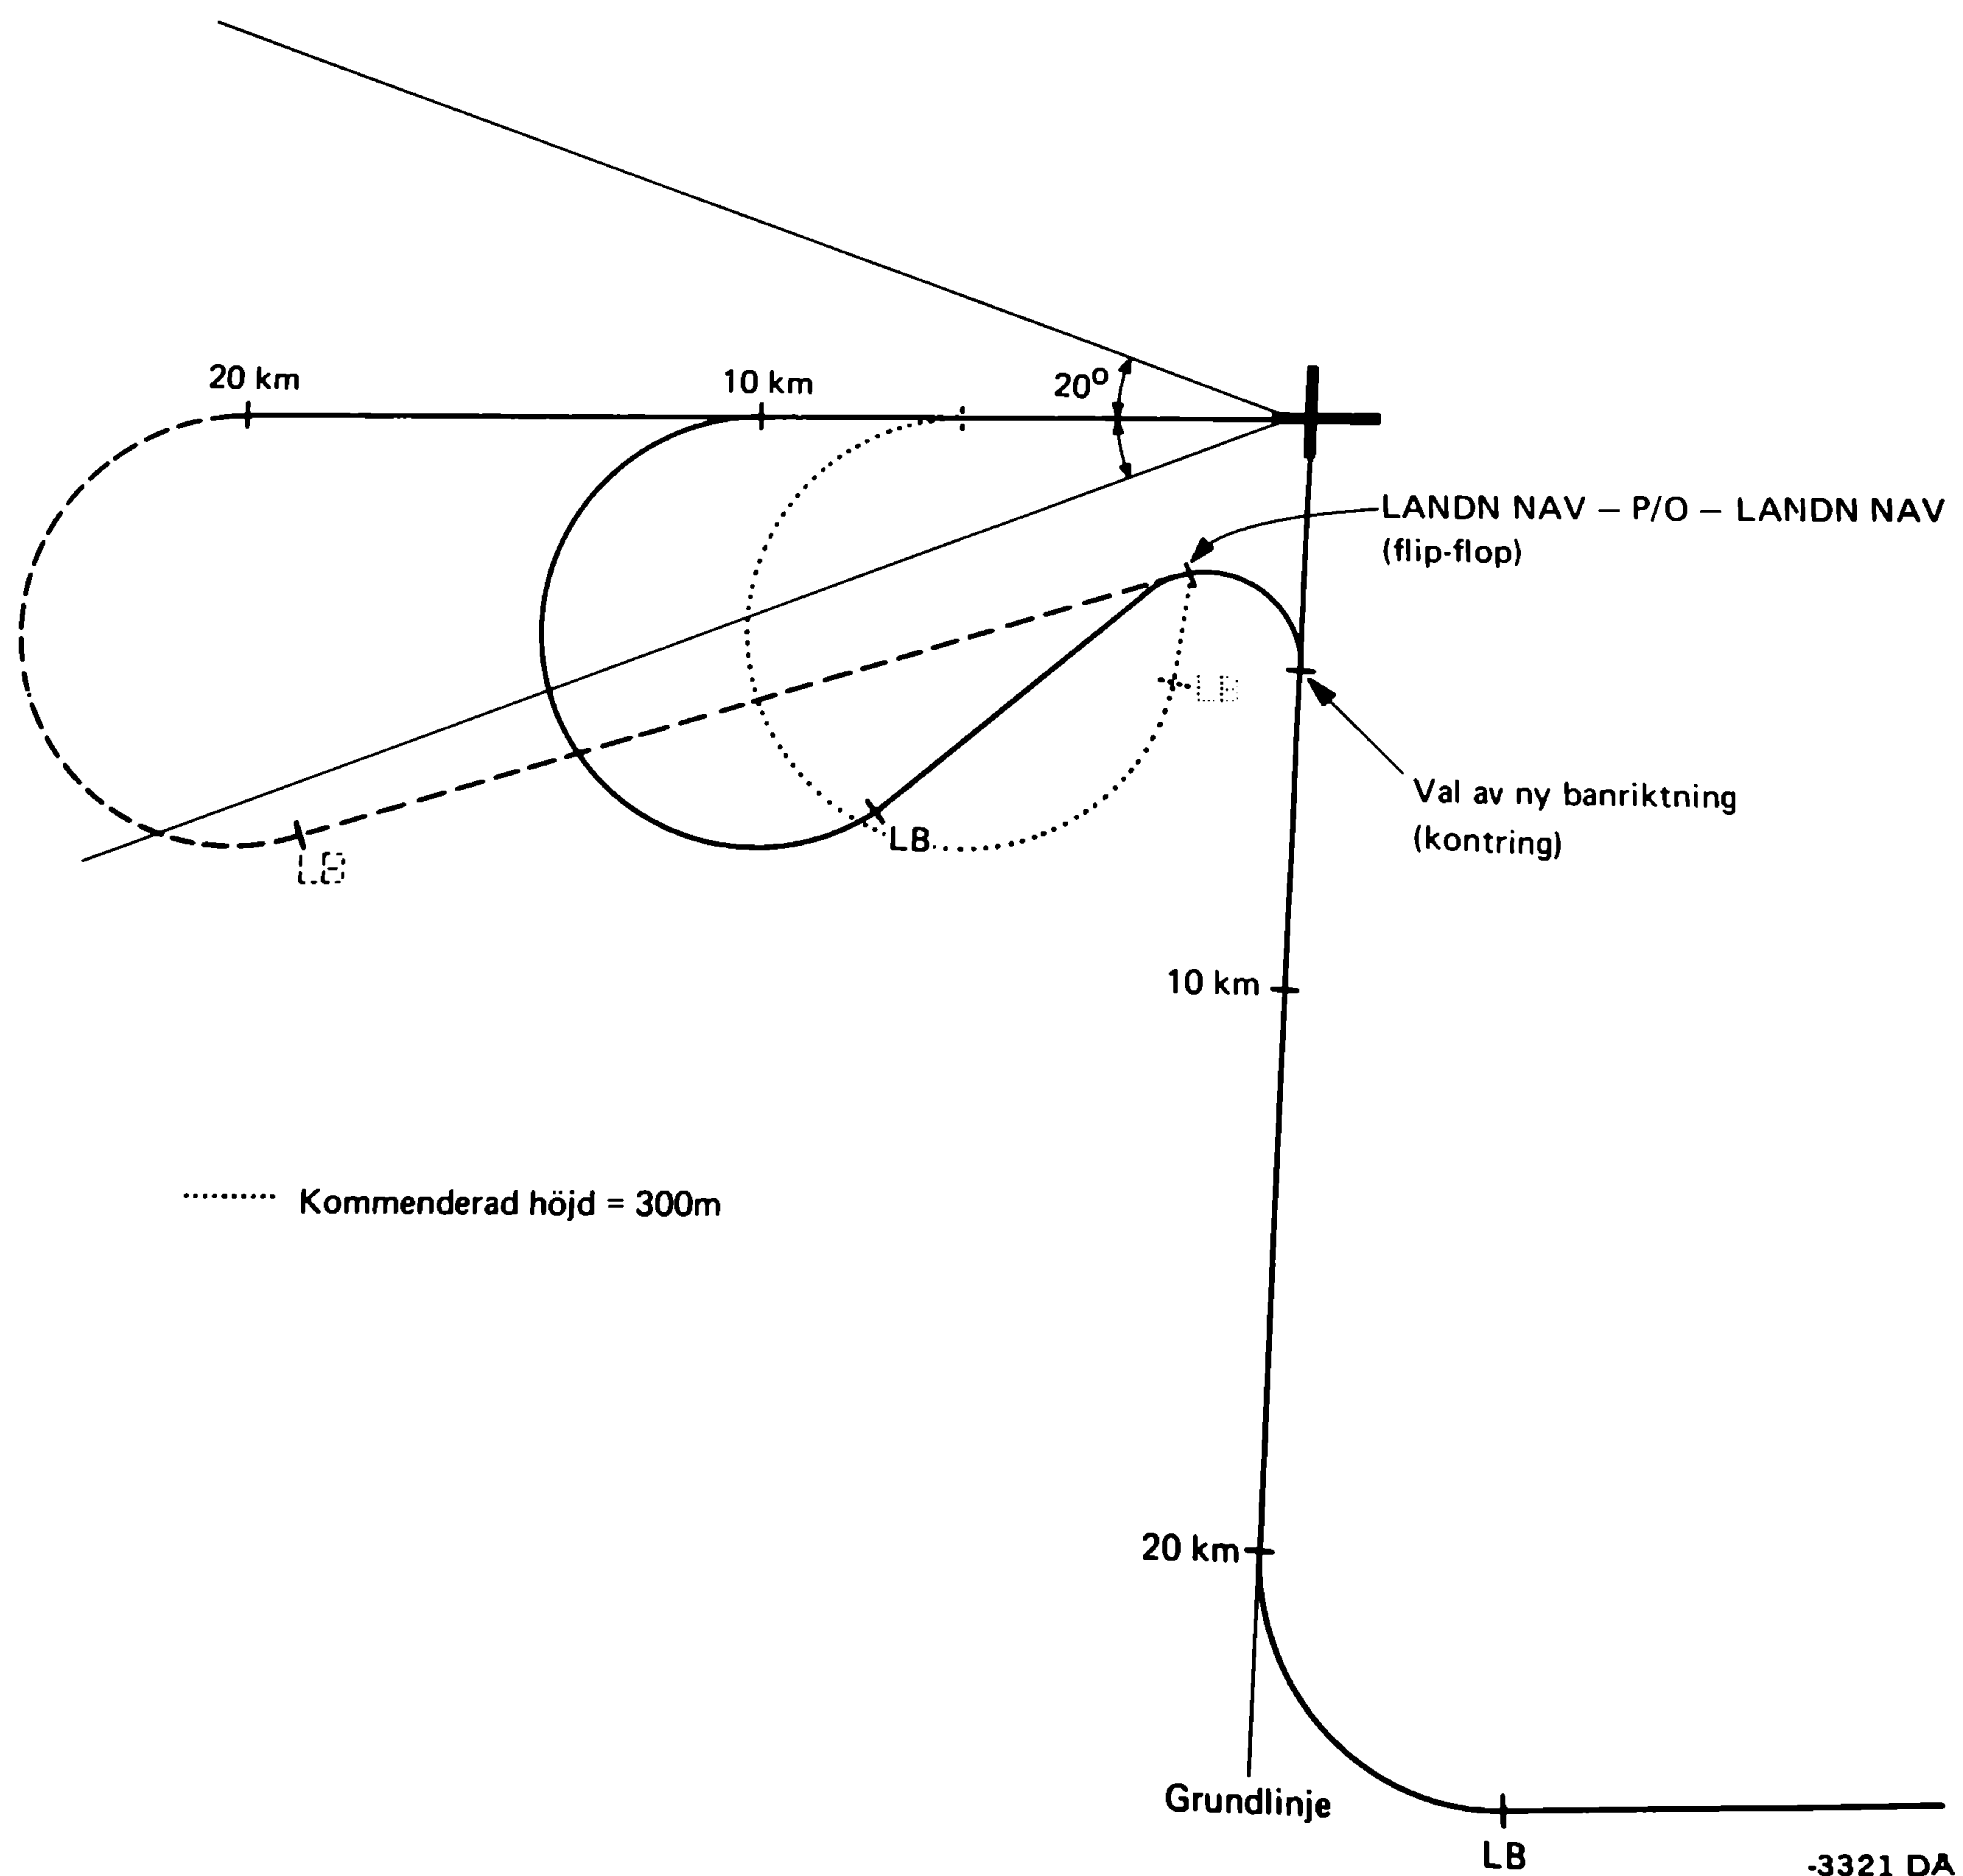 20 km
10 km
20°
LANDN NAV – P/O – LANDN NAV
(flip-flop)
LB
Val av ny banriktning
(kontring)
LB
LB
10 km
Kommenderad höjd = 300m
20 km
Grundlinje
LB
-3321 DA